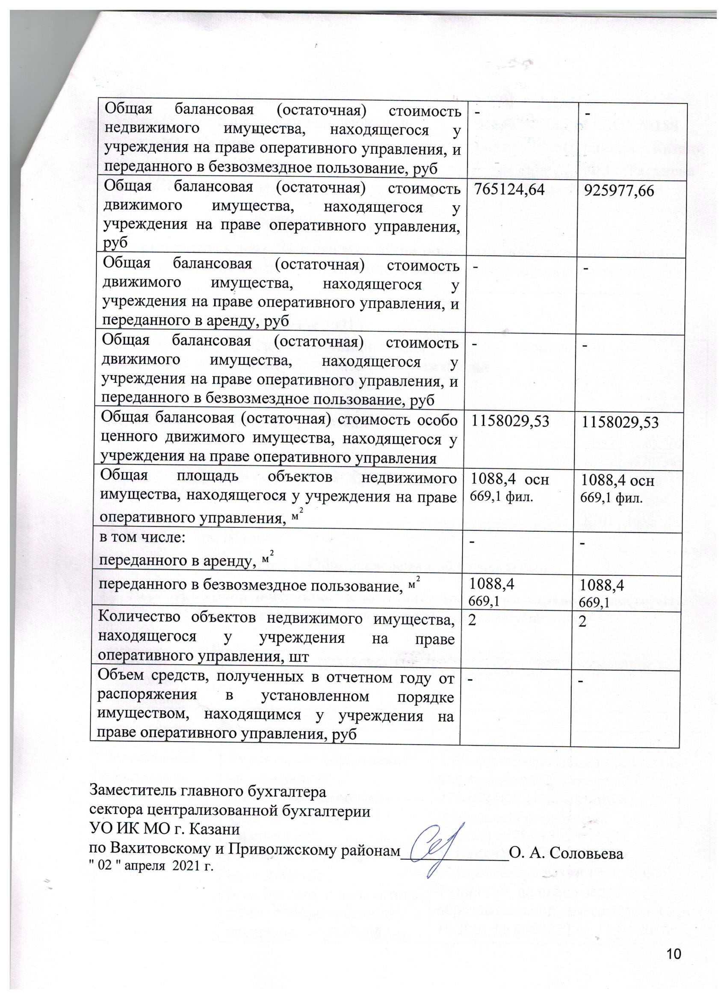 Общая балансовая (остаточная) стоимость - -
недвижимого имущества, находящегося у
учреждения на праве оперативного управления, и
переданного в безвозмездное пользование, руб
Общая балансовая (остаточная) стоимость 765124,64 925977,66
движимого имущества, находящегося у
учреждения на праве оперативного управления,
руб
Общая балансовая (остаточная) стоимость - -
движимого имущества, находящегося у
учреждения на праве оперативного управления, и
переданного в аренду, руб
Общая балансовая (остаточная) стоимость - -
движимого имущества, находящегося у
учреждения на праве оперативного управления, и
переданного в безвозмездное пользование, руб
Общая балансовая (остаточная) стоимость особо 1158029,53 1158029,53
ценного движимого имущества, находящегося у
учреждения на праве оперативного управления
Общая площадь объектов недвижимого 1088,4 осн 1088,4 осн
имущества, находящегося у учреждения на праве 669,1 фил. 669,1 фил.
оперативного управления, м²
в том числе: - -
переданного в аренду, м²
переданного в безвозмездное пользование, м² 1088,4 1088,4
669,1 669,1
Количество объектов недвижимого имущества, 2 2
находящегося у учреждения на праве
оперативного управления, шт
Объем средств, полученных в отчетном году от - -
распоряжения в установленном порядке
имуществом, находящимся у учреждения на
праве оперативного управления, руб
Заместитель главного бухгалтера
сектора централизованной бухгалтерии
УО ИК МО г. Казани
по Вахитовскому и Приволжскому районам_____________О. А. Соловьева
" 02 " апреля 2021 г.
10